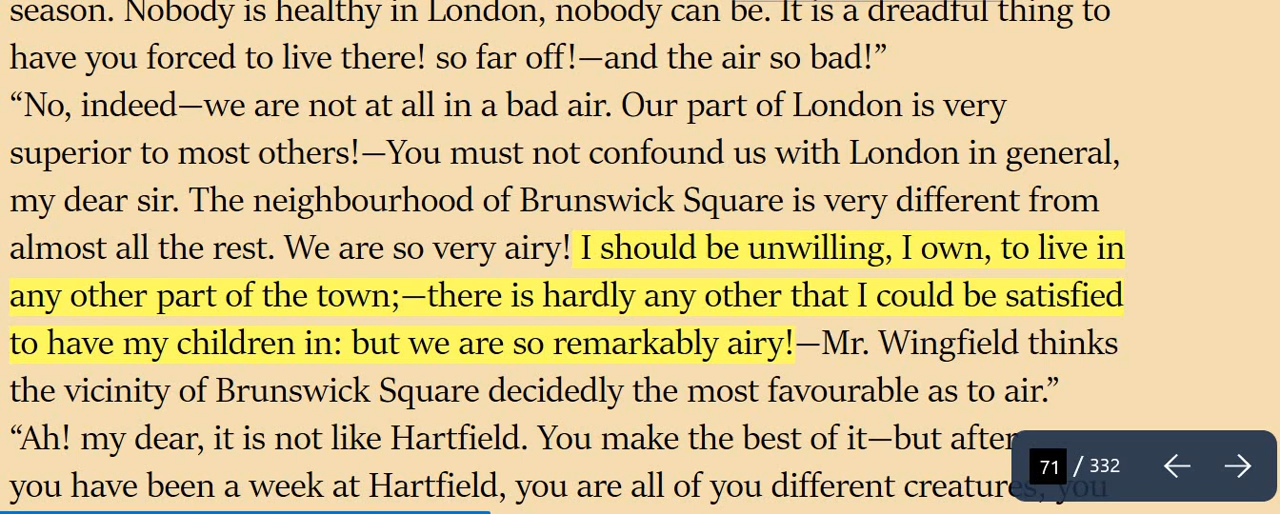 season. Nobody is healthy in London, nobody can be. It is a dreadful thing to
have you forced to live there! so far off!—and the air so bad!”
“No, indeed—we are not at all in a bad air. Our part of London is very
superior to most others!—You must not confound us with London in general,
my dear sir. The neighbourhood of Brunswick Square is very different from
almost all the rest. We are so very airy! I should be unwilling, I own, to live in
any other part of the town;—there is hardly any other that I could be satisfied
to have my children in: but we are so remarkably airy!—Mr. Wingfield thinks
the vicinity of Brunswick Square decidedly the most favourable as to air.”
“Ah! my dear, it is not like Hartfield. You make the best of it—but after
you have been a week at Hartfield, you are all of you different creatures; you
71 / 332